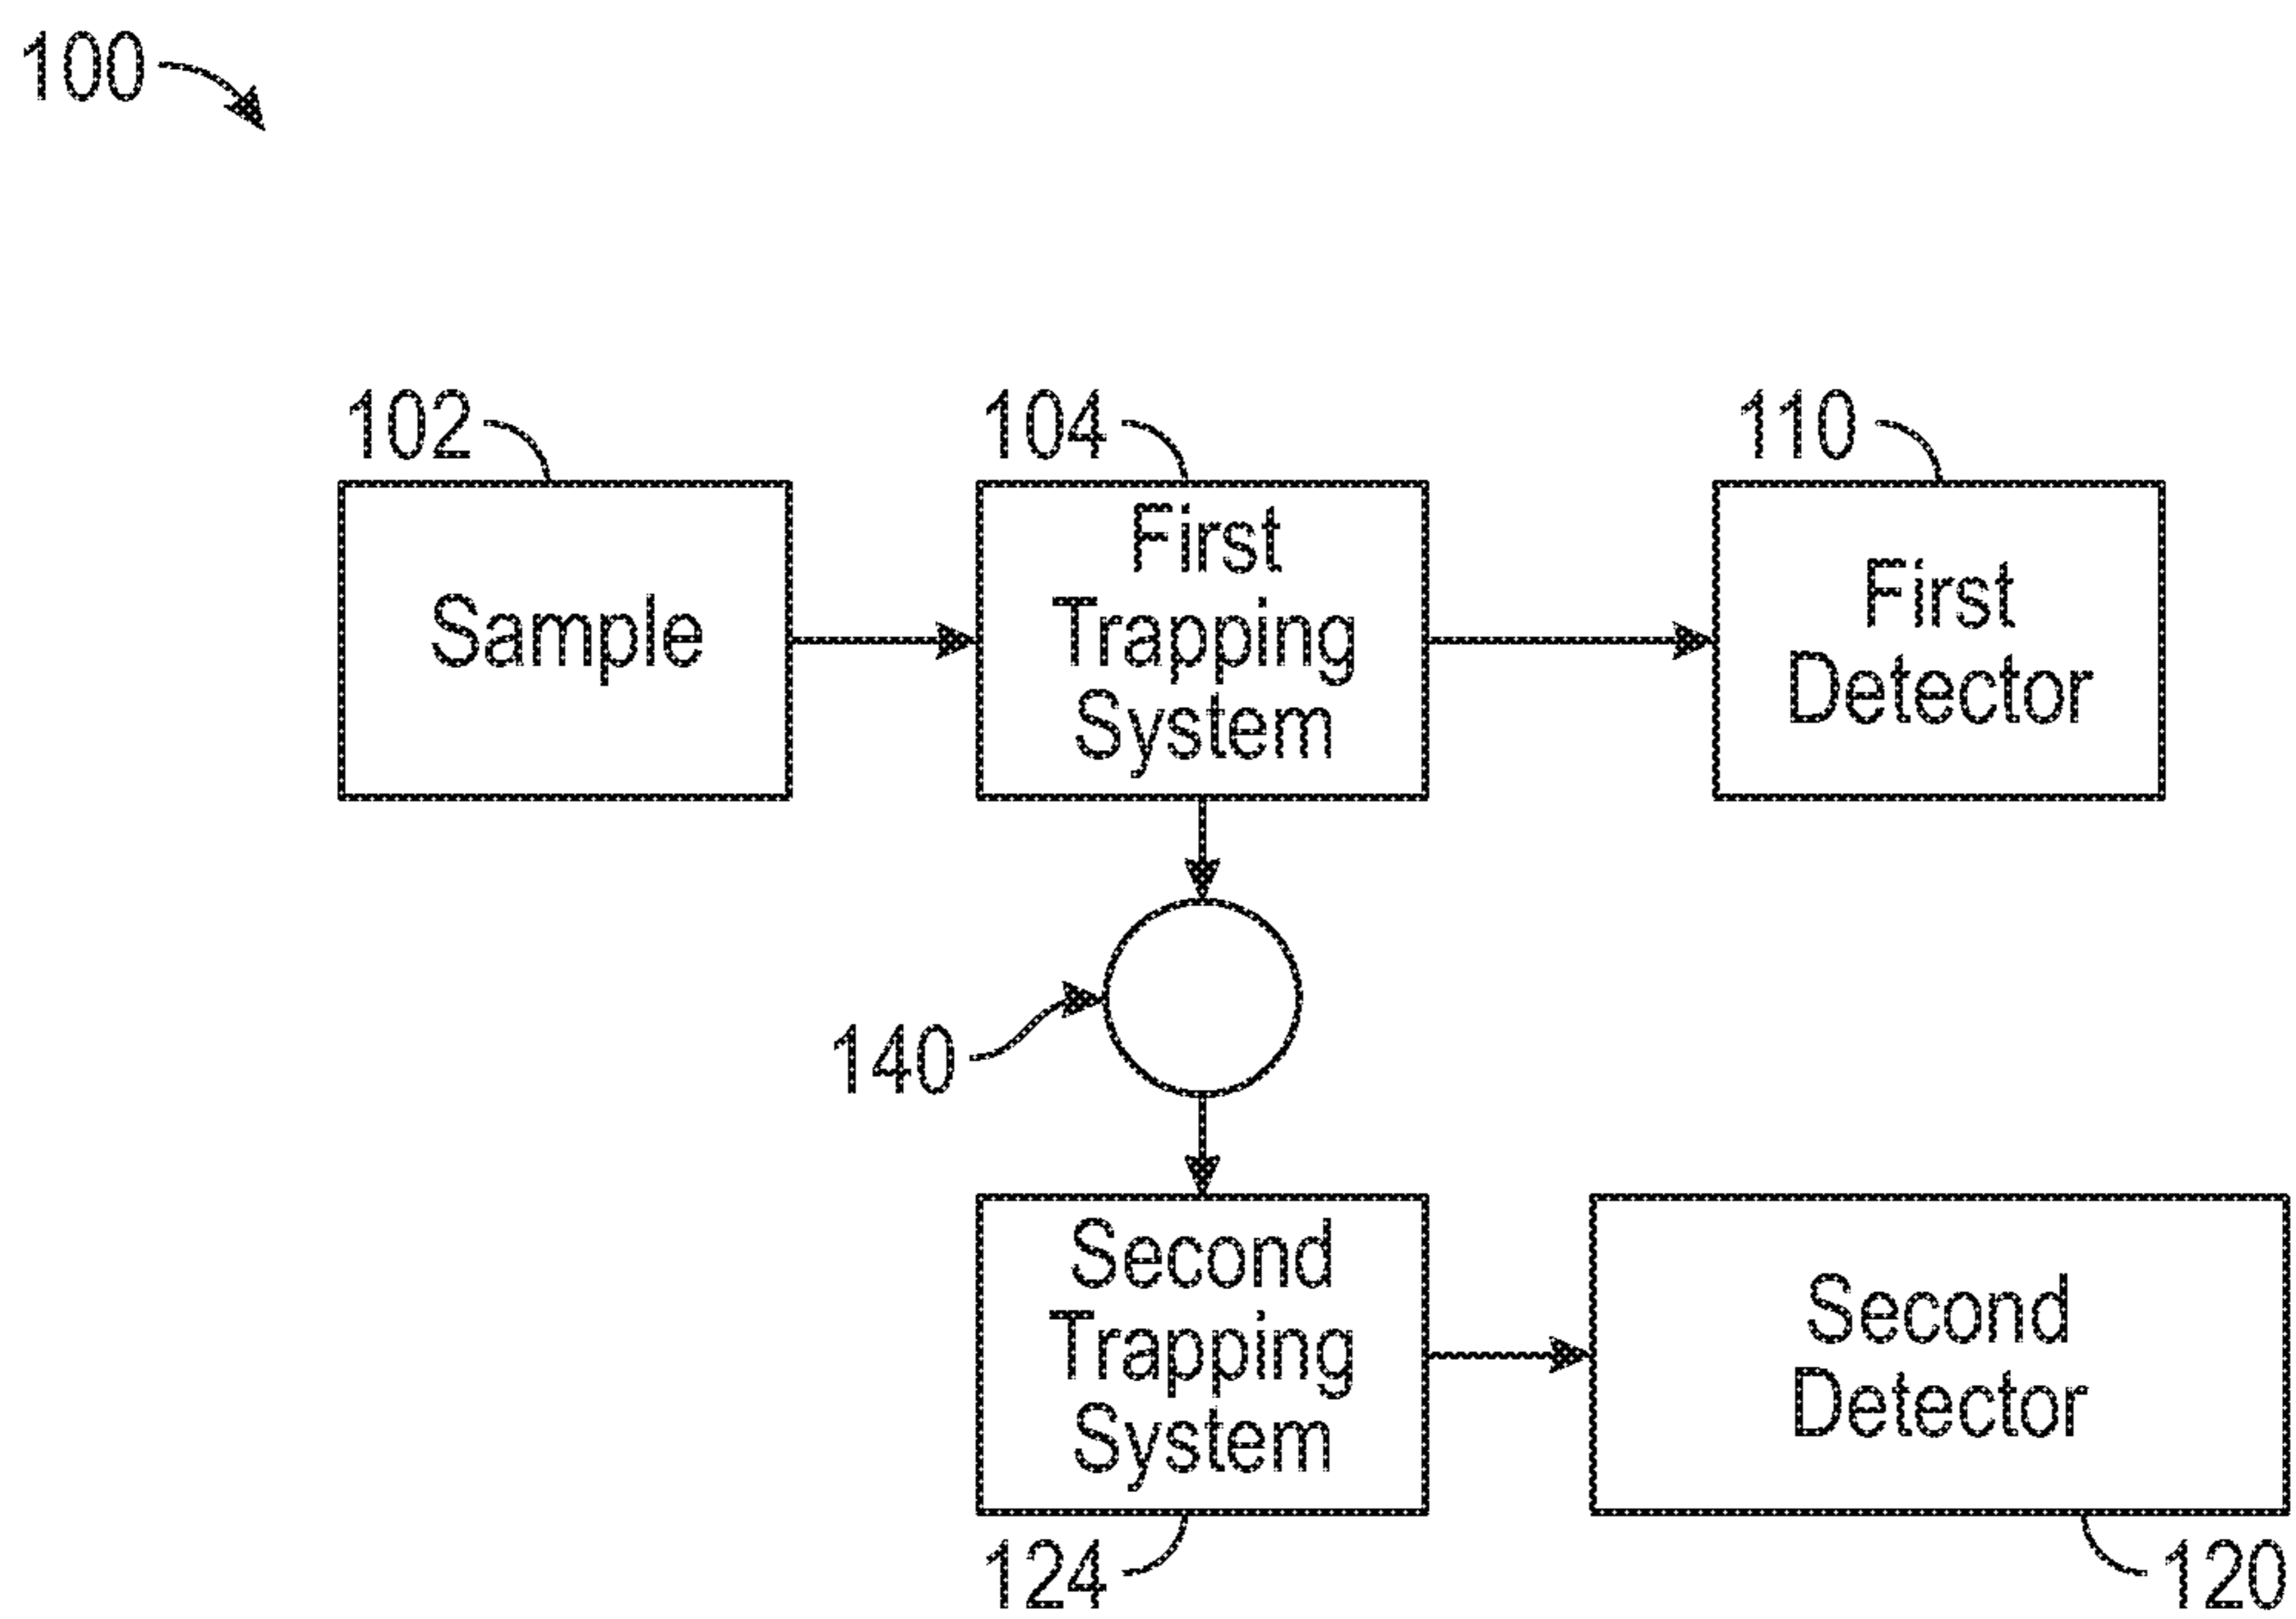 100
102
104
110
Sample
First
Trapping
System
First
Detector
140
Second
Trapping
System
Second
Detector
124
120